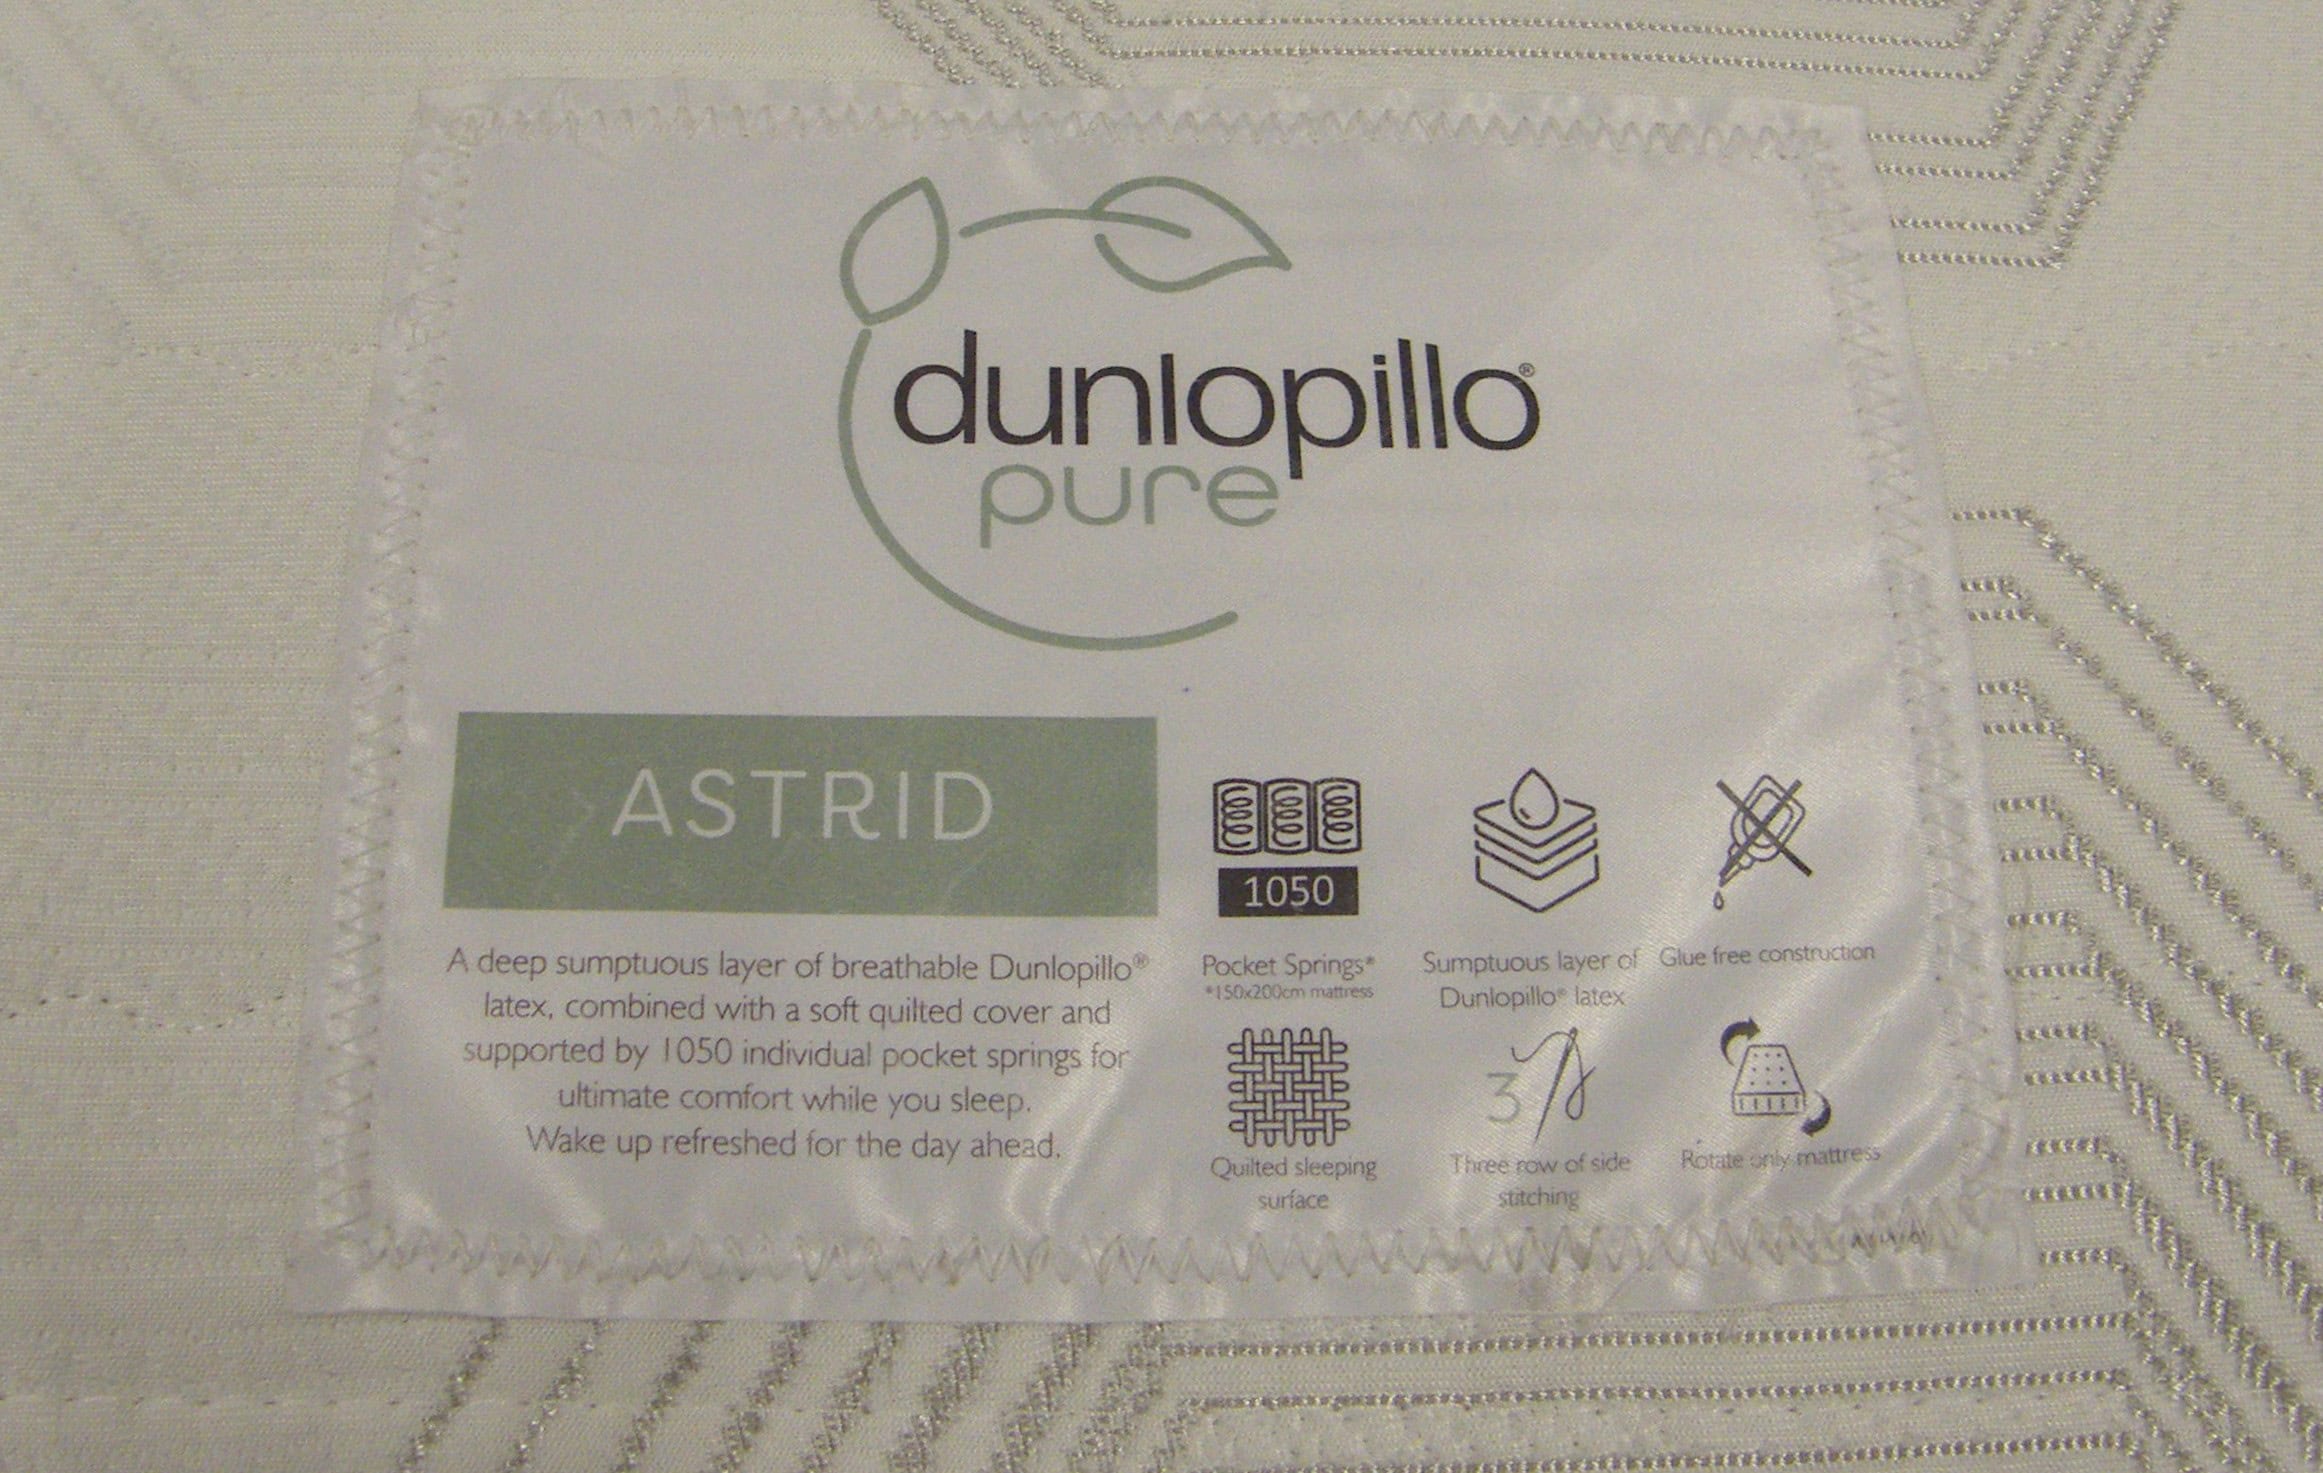 dunlopillo®
pure
ASTRID
A deep sumptuous layer of breathable Dunlopillo®
latex, combined with a soft quilted cover and
supported by 1050 individual pocket springs for
ultimate comfort while you sleep.
Wake up refreshed for the day ahead.
1050
Pocket Springs*
*150x200cm mattress
Sumptuous layer of
Dunlopillo® latex
Glue free construction
Quilted sleeping
surface
3
Three row of side
stitching
Rotate only mattress